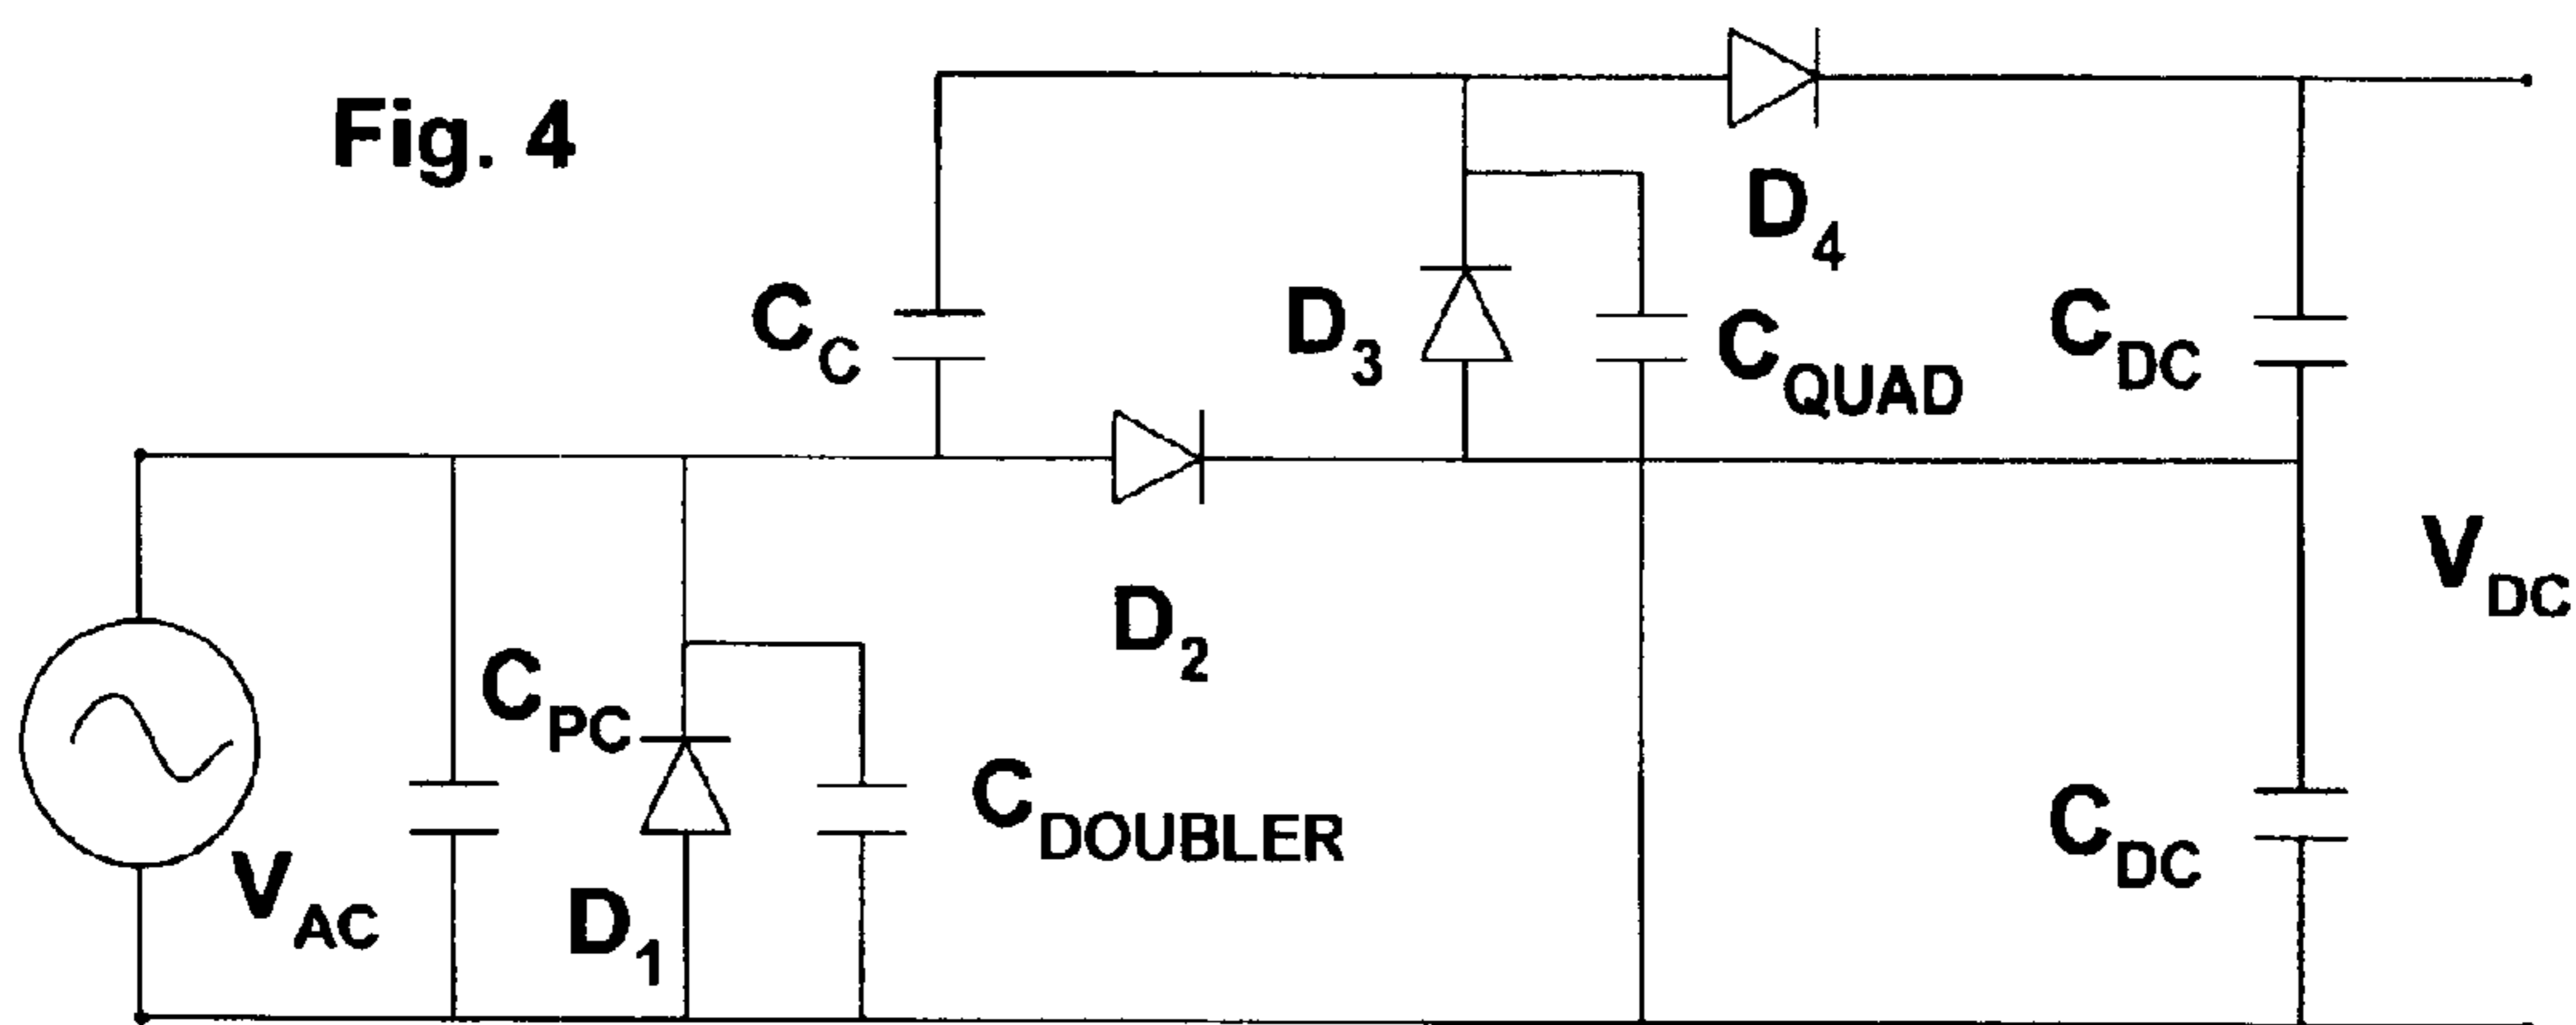 Fig. 4
D4
CC
D3
CQUAD
CDC
D2
VDC
CPC
CDOUBLER
CDC
VAC
D1